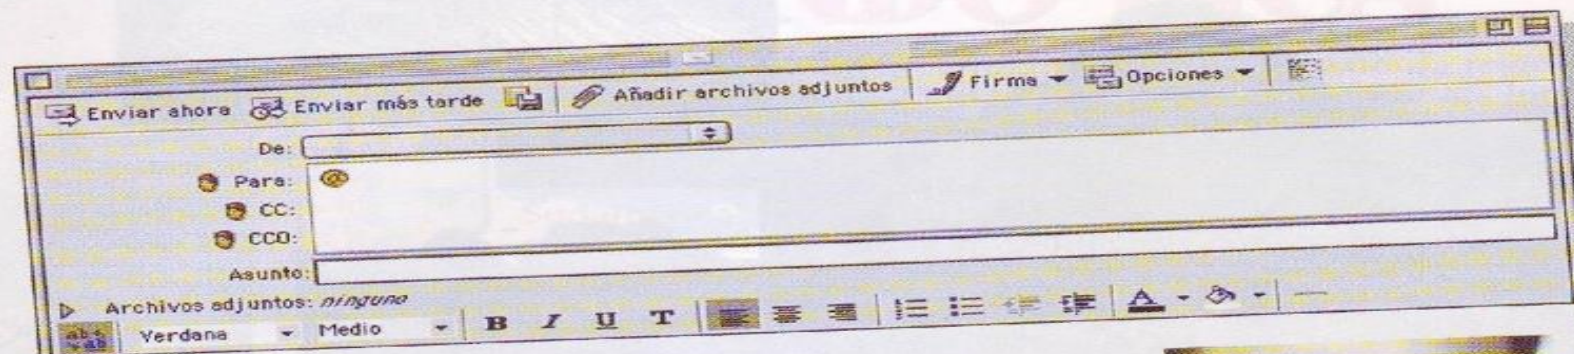 Enviar ahora Enviar más tarde Añadir archivos adjuntos Firma Opciones
De:
Para: @
CC:
CCO:
Asunto:
Archivos adjuntos: ninguno
Verdana Medio B I U T A